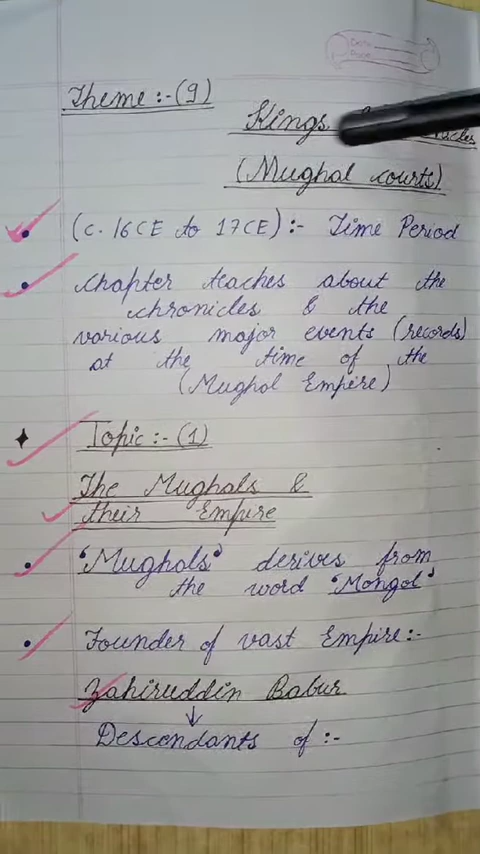 Date
Page
Theme :- (9)
Kings
(Mughal courts)
(c. 16CE to 17CE) :- Time Period
Chapter teaches about the
chronicles & the
various major events (records)
at the time of the
(Mughal Empire)
Topic :- (1)
The Mughals &
their Empire
'Mughals' derives from
the word 'Mongol'
Founder of vast Empire :-
Zahiruddin Babur
Descendants of :-